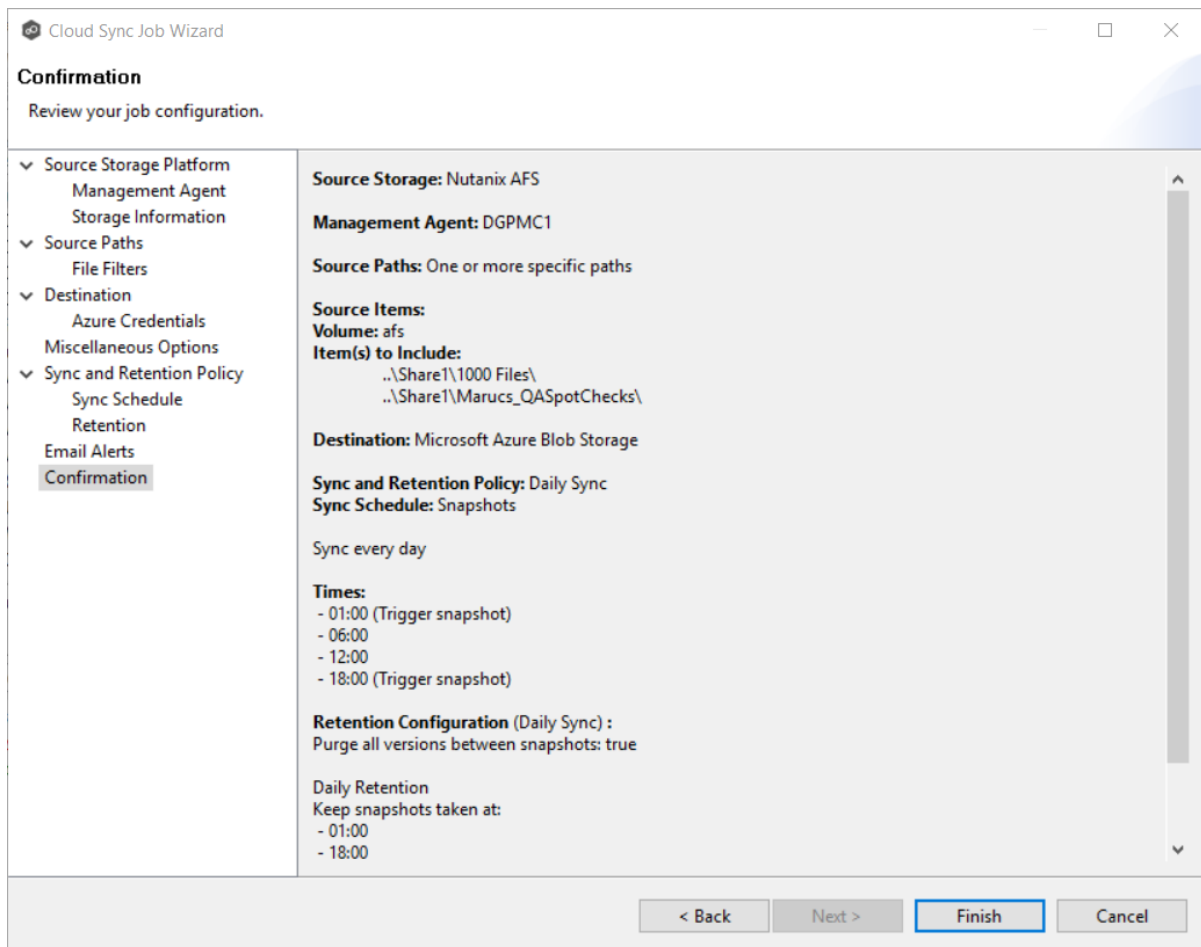 Cloud Sync Job Wizard
Confirmation
Review your job configuration.
Source Storage Platform
Management Agent
Storage Information
Source Paths
File Filters
Destination
Azure Credentials
Miscellaneous Options
Sync and Retention Policy
Sync Schedule
Retention
Email Alerts
Confirmation
Source Storage: Nutanix AFS
Management Agent: DGPMC1
Source Paths: One or more specific paths
Source Items:
Volume: afs
Item(s) to Include:
..\Share1\1000 Files\
..\Share1\Marucs_QASpotChecks\
Destination: Microsoft Azure Blob Storage
Sync and Retention Policy: Daily Sync
Sync Schedule: Snapshots
Sync every day
Times:
- 01:00 (Trigger snapshot)
- 06:00
- 12:00
- 18:00 (Trigger snapshot)
Retention Configuration (Daily Sync) :
Purge all versions between snapshots: true
Daily Retention
Keep snapshots taken at:
- 01:00
- 18:00
< Back
Next >
Finish
Cancel